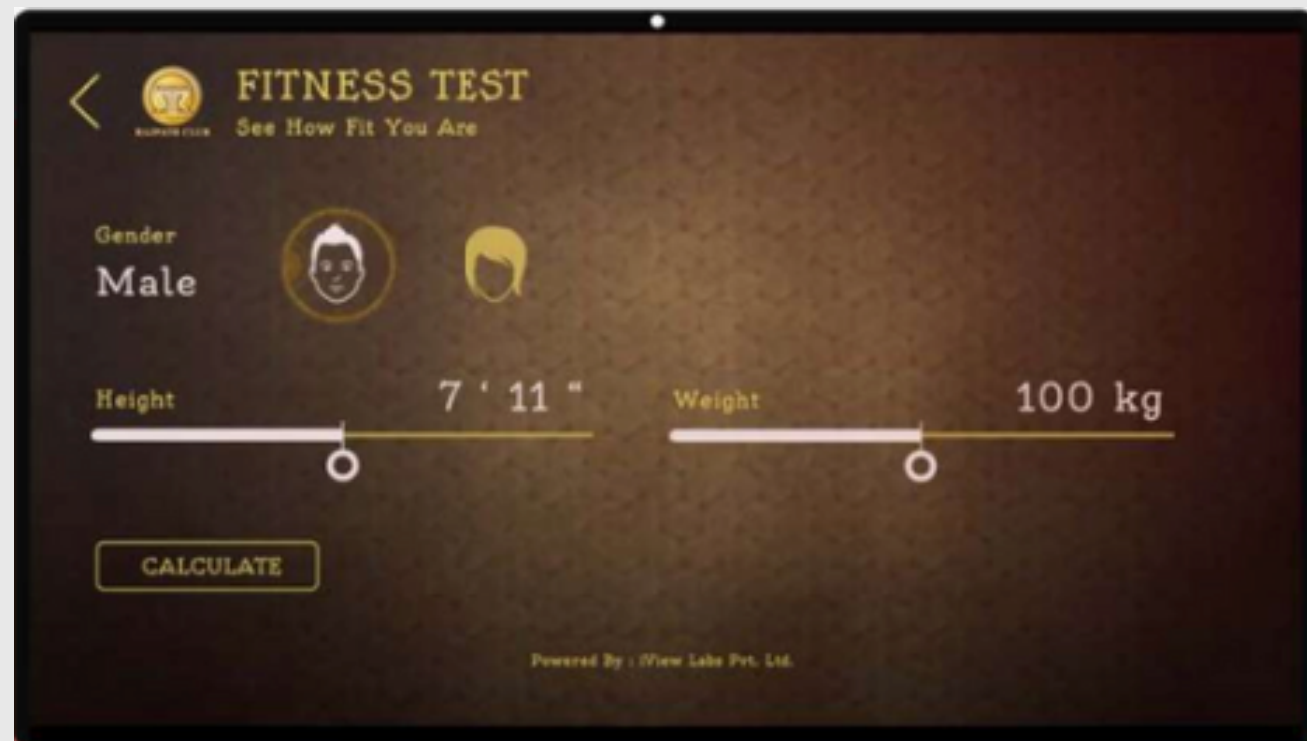 FITNESS TEST
See How Fit You Are
Gender
Male
Height
7 ‘ 11 “
Weight
100 kg
CALCULATE
Powered By : iView Labs Pvt. Ltd.